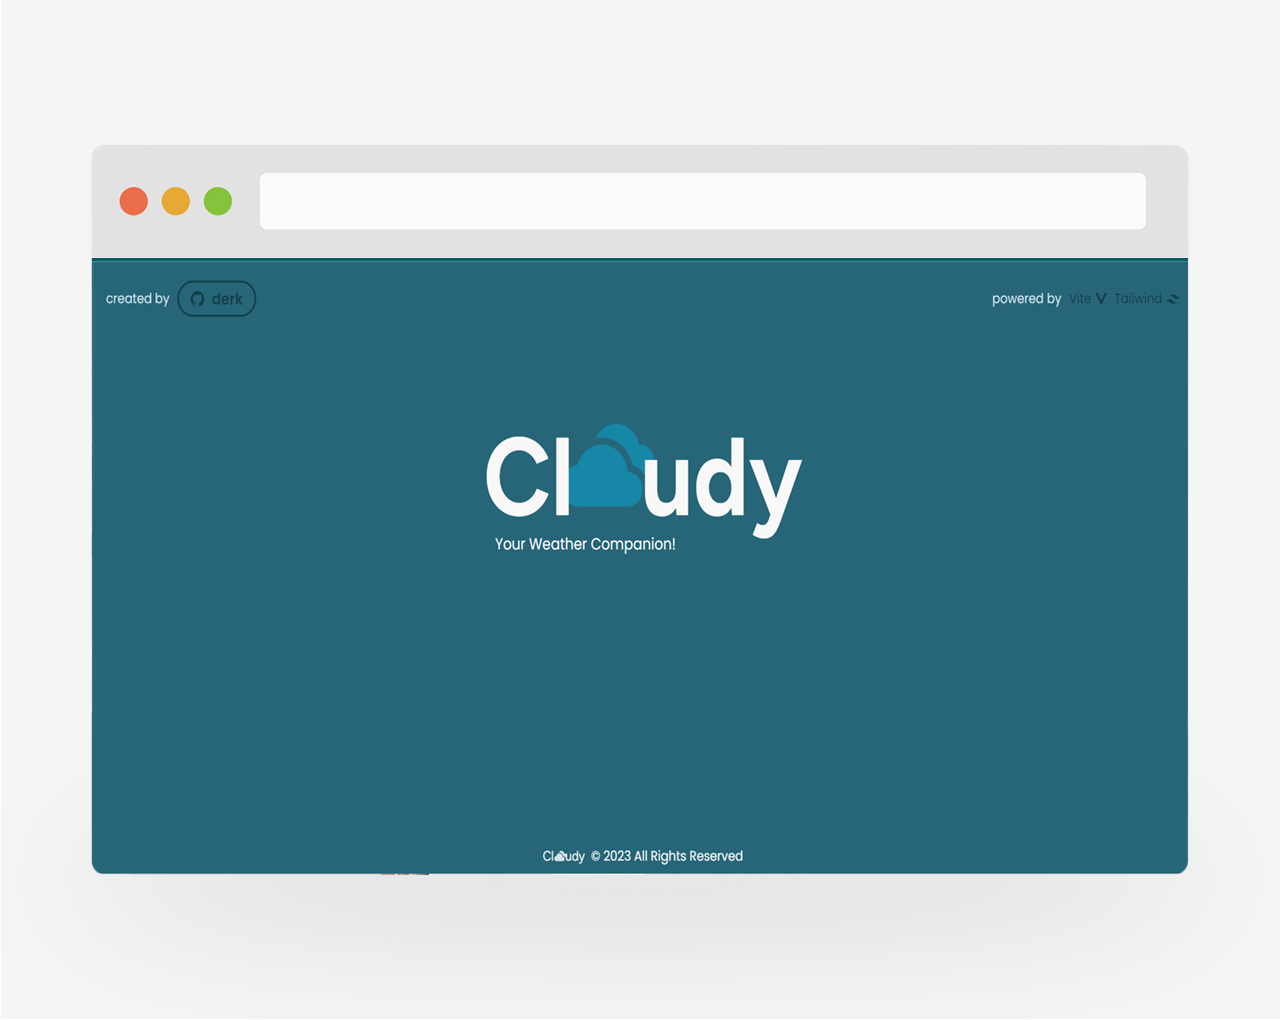 created by derk
powered by Vite Tailwind
Cloudy
Your Weather Companion!
Cloudy © 2023 All Rights Reserved